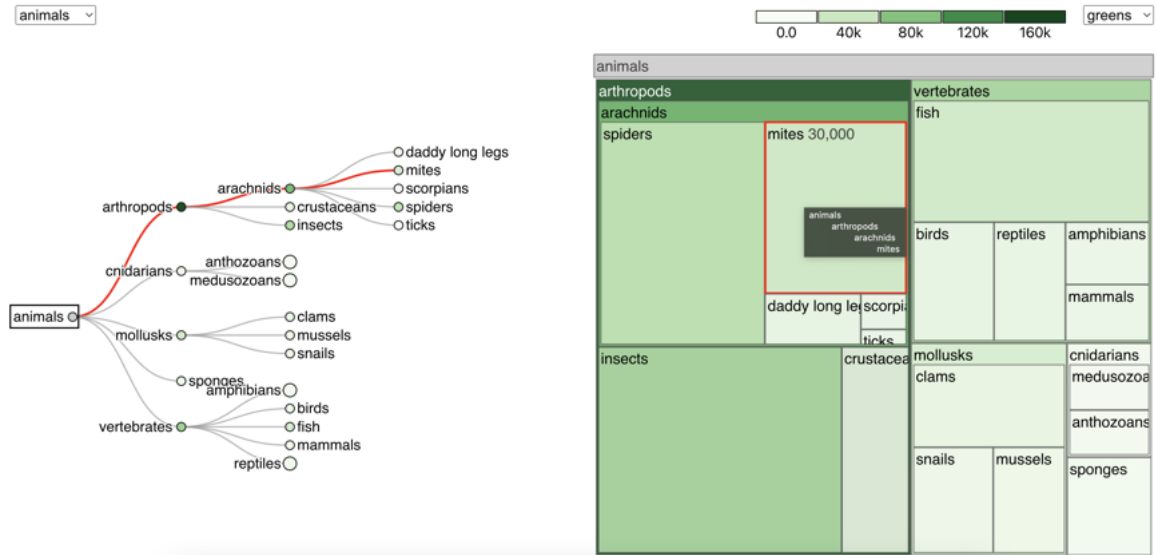 animals
greens
0.0 40k 80k 120k 160k
daddy long legs
mites
arachnids
scorpians
arthropods
crustaceans
spiders
insects
ticks
anthozoans
cnidarians
medusozoans
animals
clams
mollusks
mussels
snails
sponges
amphibians
birds
vertebrates
fish
mammals
reptiles
animals
arthropods
arachnids
spiders
mites 30,000
animals
arthropods
arachnids
mites
daddy long leg
scorpia
ticks
insects
crustacea
vertebrates
fish
birds
reptiles
amphibians
mammals
mollusks
clams
snails
mussels
cnidarians
medusozoa
anthozoans
sponges